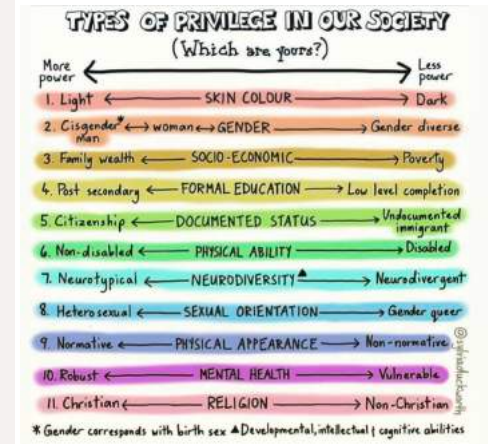 TYPES OF PRIVILEGE IN OUR SOCIETY
(Which are yours?)
More power
Less power
1. Light SKIN COLOUR Dark
2. Cisgender* man woman GENDER Gender diverse
3. Family wealth SOCIO-ECONOMIC Poverty
4. Post secondary FORMAL EDUCATION Low level completion
5. Citizenship DOCUMENTED STATUS Undocumented immigrant
6. Non-disabled PHYSICAL ABILITY Disabled
7. Neurotypical NEURODIVERSITY▲ Neurodivergent
8. Heterosexual SEXUAL ORIENTATION Gender queer
9. Normative PHYSICAL APPEARANCE Non-normative
10. Robust MENTAL HEALTH Vulnerable
11. Christian RELIGION Non-Christian
* Gender corresponds with birth sex ▲Developmental, intellectual & cognitive abilities
@sylviaduckworth